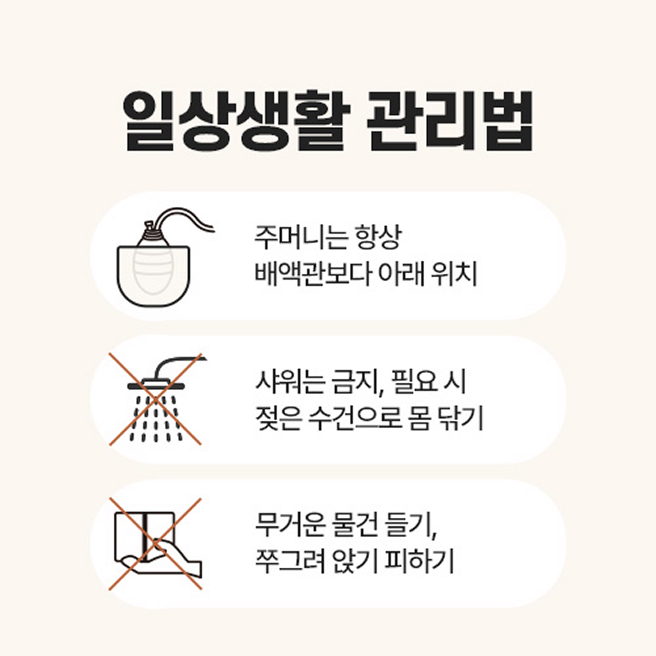 일상생활 관리법
주머니는 항상
배액관보다 아래 위치
샤워는 금지, 필요 시
젖은 수건으로 몸 닦기
무거운 물건 들기,
쭈그려 앉기 피하기